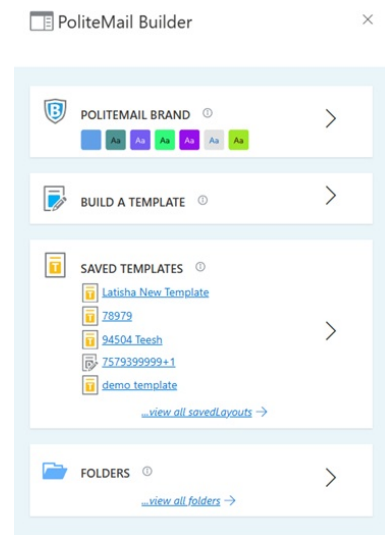 PoliteMail Builder
POLITEMAIL BRAND
Aa Aa Aa Aa Aa Aa
BUILD A TEMPLATE
SAVED TEMPLATES
Latisha New Template
78979
94504 Teesh
7579399999+1
demo template
...view all savedLayouts
FOLDERS
...view all folders